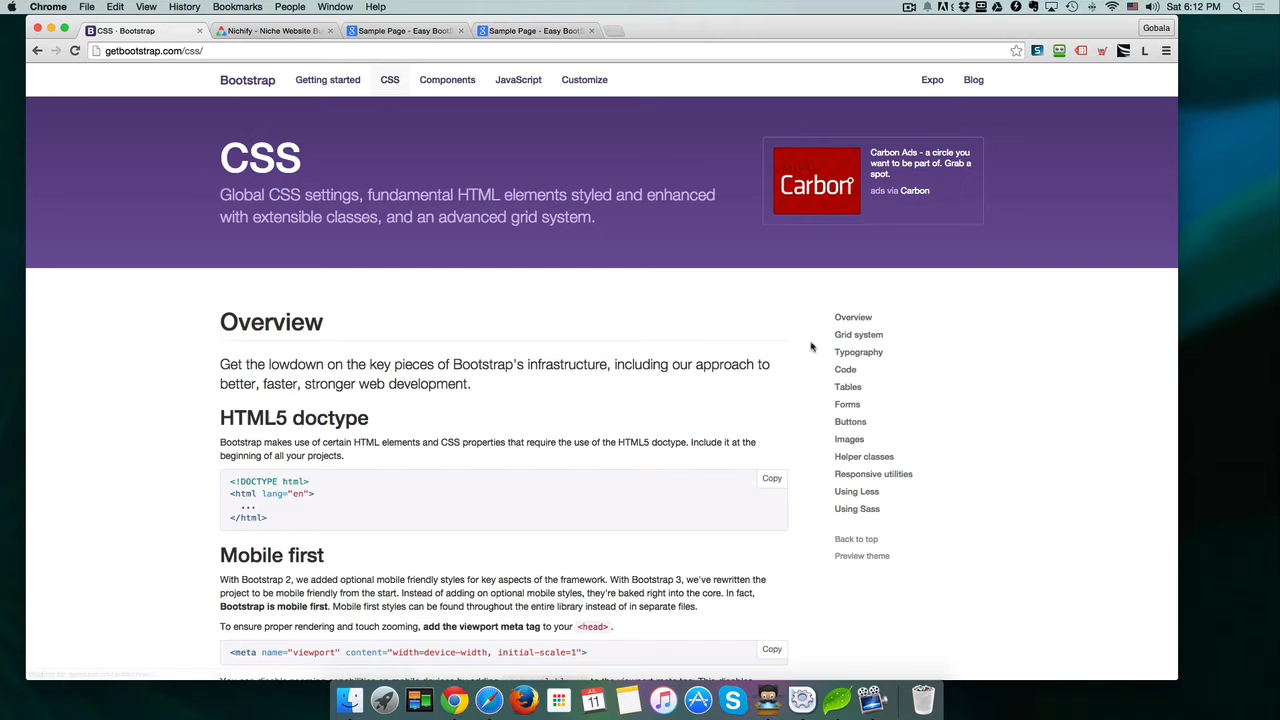 Chrome File Edit View History Bookmarks People Window Help
Sat 6:12 PM
CSS · Bootstrap
Nichify - Niche Website Bu
Sample Page - Easy BootS
Sample Page - Easy BootS
Gobala
getbootstrap.com/css/
Bootstrap Getting started CSS Components JavaScript Customize Expo Blog
CSS
Global CSS settings, fundamental HTML elements styled and enhanced
with extensible classes, and an advanced grid system.
Carbon
Carbon Ads - a circle you
want to be part of. Grab a
spot.
ads via Carbon
Overview
Get the lowdown on the key pieces of Bootstrap's infrastructure, including our approach to
better, faster, stronger web development.
HTML5 doctype
Bootstrap makes use of certain HTML elements and CSS properties that require the use of the HTML5 doctype. Include it at the
beginning of all your projects.
Copy
<!DOCTYPE html>
<html lang="en">
...
</html>
Mobile first
With Bootstrap 2, we added optional mobile friendly styles for key aspects of the framework. With Bootstrap 3, we've rewritten the
project to be mobile friendly from the start. Instead of adding on optional mobile styles, they're baked right into the core. In fact,
Bootstrap is mobile first. Mobile first styles can be found throughout the entire library instead of in separate files.
To ensure proper rendering and touch zooming, add the viewport meta tag to your <head>.
Copy
<meta name="viewport" content="width=device-width, initial-scale=1">
Overview
Grid system
Typography
Code
Tables
Forms
Buttons
Images
Helper classes
Responsive utilities
Using Less
Using Sass
Back to top
Preview theme
11